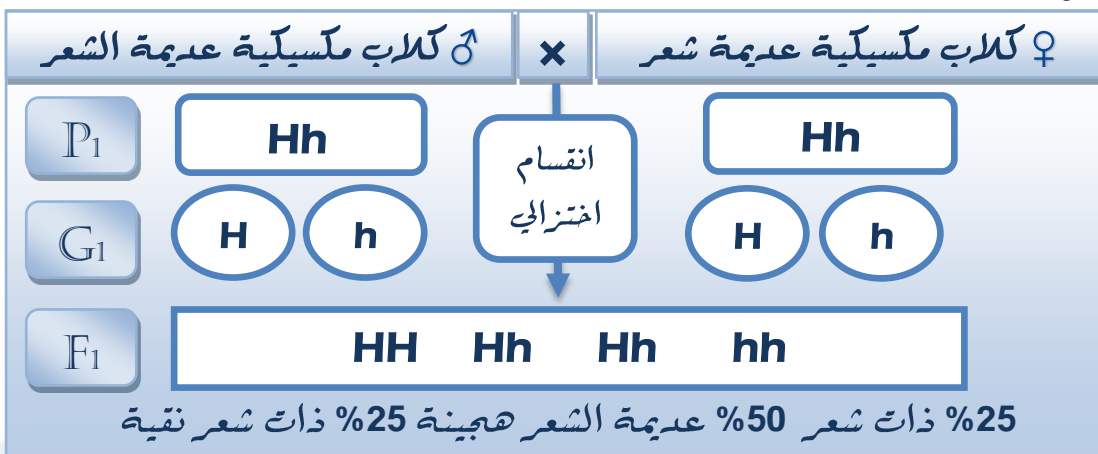 ♀ كلاب مكسيكية عديمة شعر × ♂ كلاب مكسيكية عديمة الشعر
P1 Hh Hh
انقسام
اختزالي
G1 H h H h
F1 HH Hh Hh hh
25% ذات شعر 50% عديمة الشعر هجينة 25% ذات شعر نقية